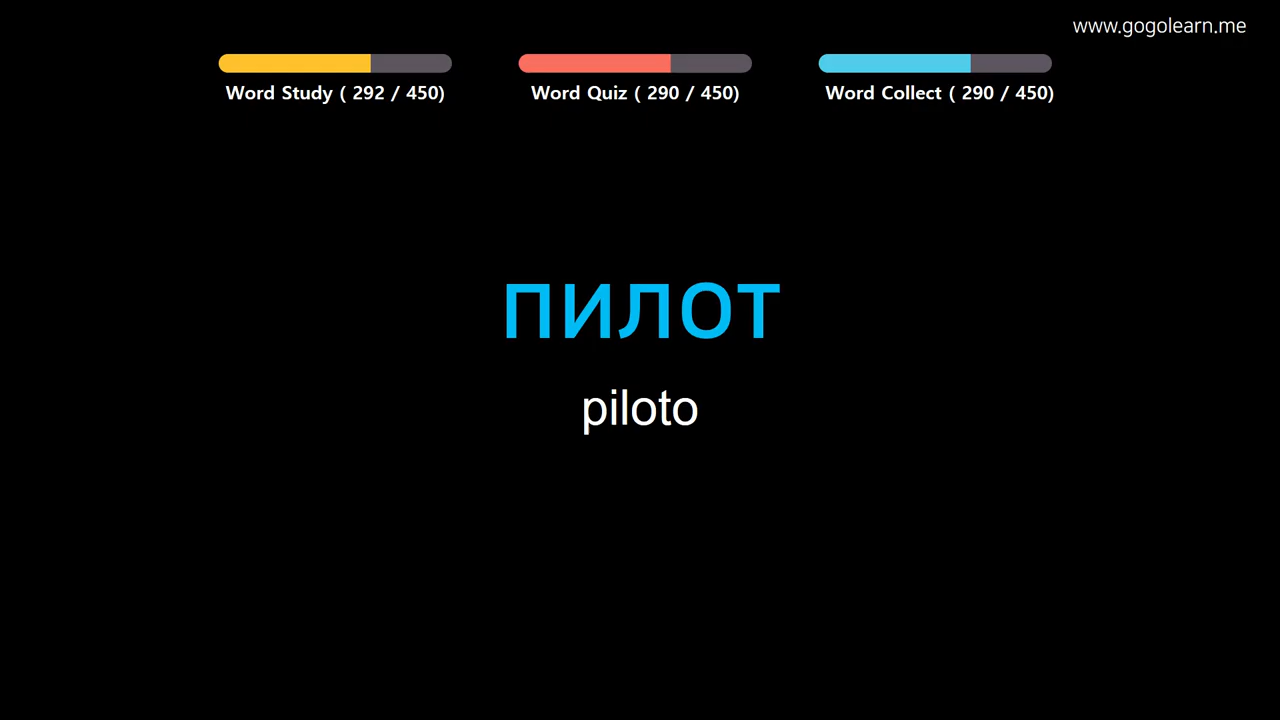 www.gogolearn.me
Word Study ( 292 / 450)
Word Quiz ( 290 / 450)
Word Collect ( 290 / 450)
пилот
piloto